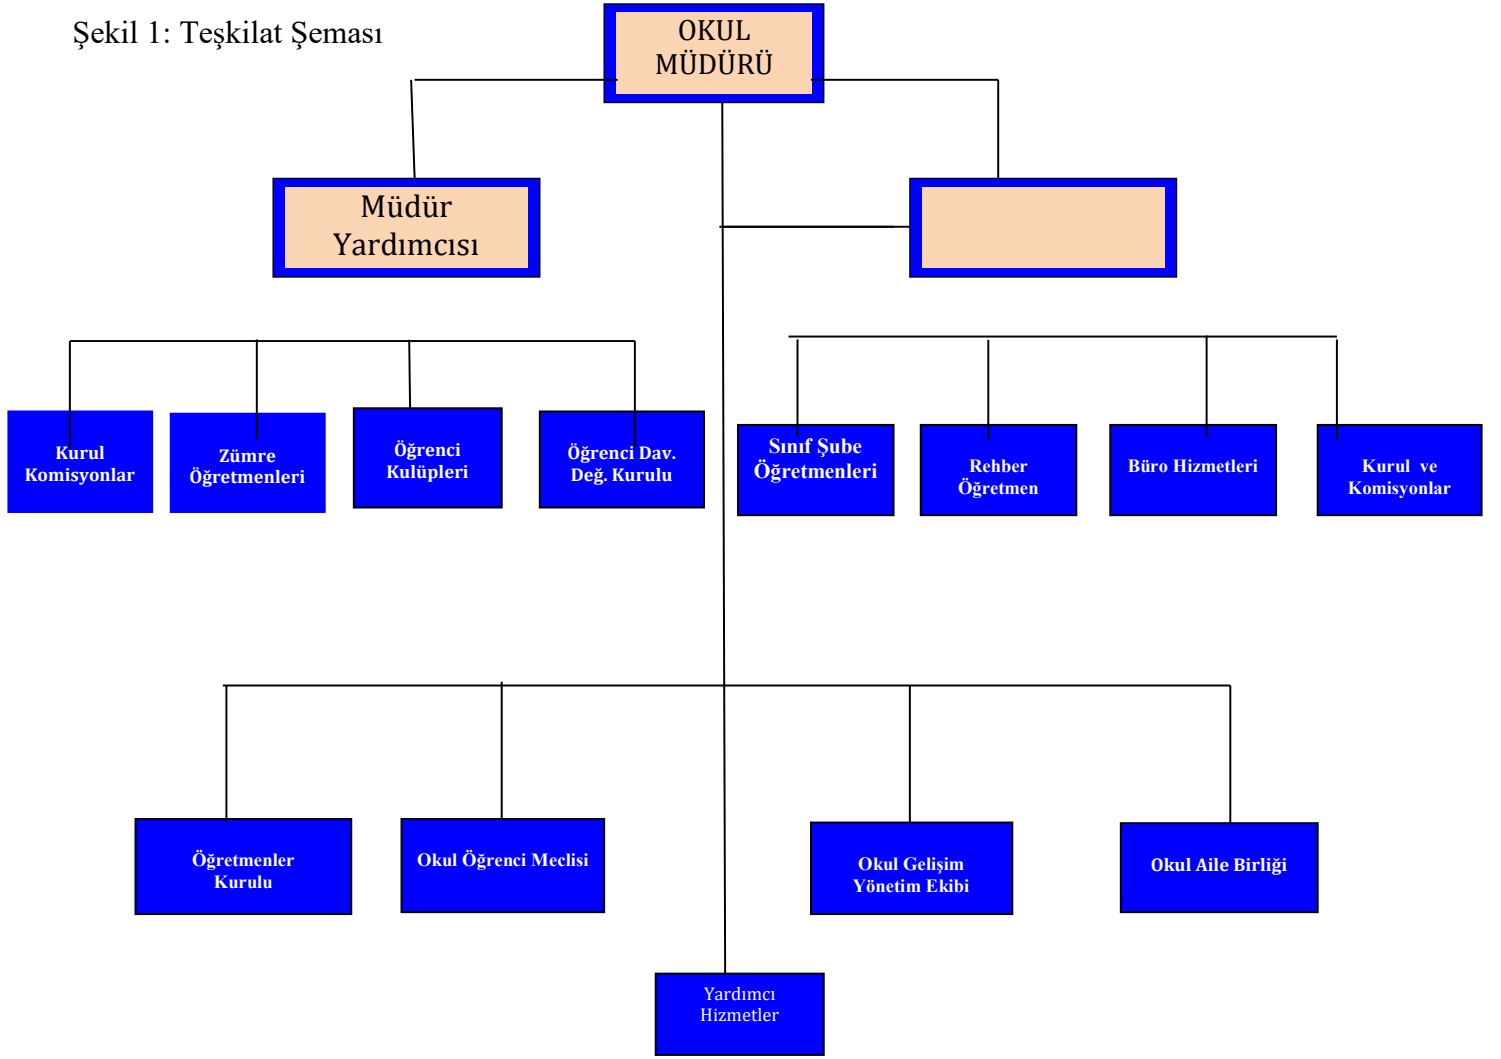 Şekil 1: Teşkilat Şeması
OKUL
MÜDÜRÜ
Müdür
Yardımcısı
Kurul
Komisyonlar
Zümre
Öğretmenleri
Öğrenci
Kulüpleri
Öğrenci Dav.
Değ. Kurulu
Sınıf Şube
Öğretmenleri
Rehber
Öğretmen
Büro Hizmetleri
Kurul ve
Komisyonlar
Öğretmenler
Kurulu
Okul Öğrenci Meclisi
Okul Gelişim
Yönetim Ekibi
Okul Aile Birliği
Yardımcı
Hizmetler